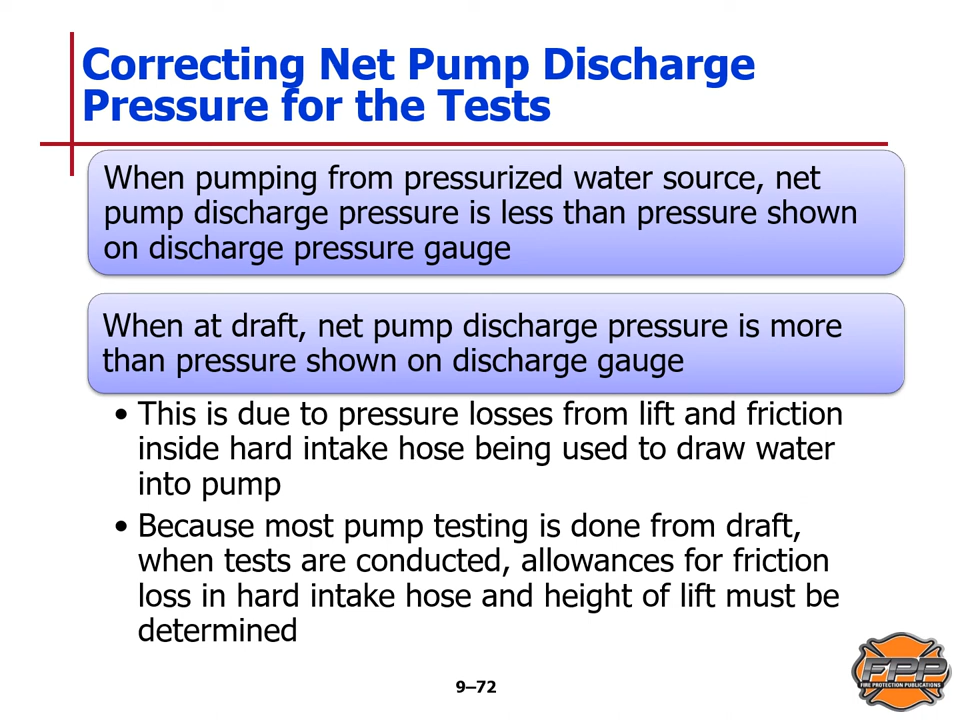 Correcting Net Pump Discharge
Pressure for the Tests
When pumping from pressurized water source, net
pump discharge pressure is less than pressure shown
on discharge pressure gauge
When at draft, net pump discharge pressure is more
than pressure shown on discharge gauge
• This is due to pressure losses from lift and friction
inside hard intake hose being used to draw water
into pump
• Because most pump testing is done from draft,
when tests are conducted, allowances for friction
loss in hard intake hose and height of lift must be
determined
FPP
FIRE PROTECTION PUBLICATIONS
9–72